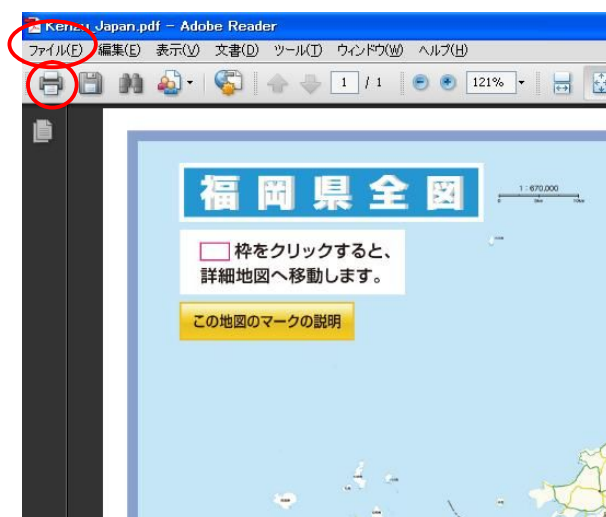 Kenzu_Japan.pdf - Adobe Reader
ファイル(F) 編集(E) 表示(V) 文書(D) ツール(T) ウィンドウ(W) ヘルプ(H)
1 / 1 121%
福岡県全図
1:670,000
枠をクリックすると、
詳細地図へ移動します。
この地図のマークの説明